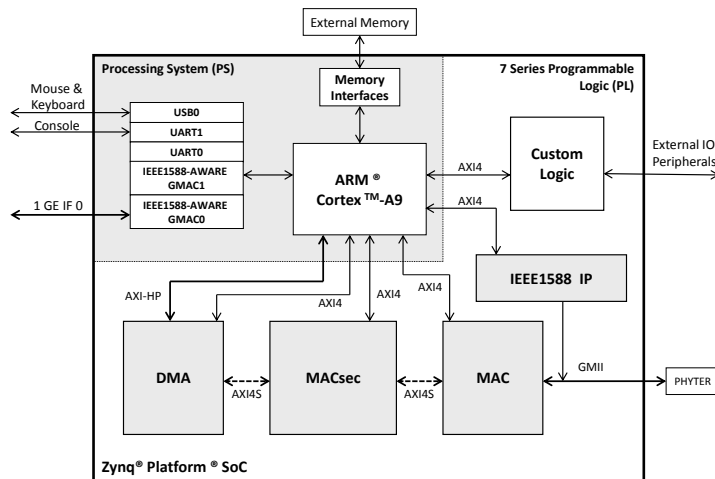 External Memory
Processing System (PS)
7 Series Programmable
Logic (PL)
Memory
Interfaces
Mouse &
Keyboard
Console
USB0
UART1
UART0
IEEE1588-AWARE
GMAC1
IEEE1588-AWARE
GMAC0
1 GE IF 0
ARM ®
Cortex ™-A9
AXI4
AXI4
Custom
Logic
External IO
Peripherals
IEEE1588 IP
AXI-HP
AXI4
AXI4
AXI4
DMA
AXI4S
MACsec
AXI4S
MAC
GMII
PHYTER
Zynq® Platform ® SoC